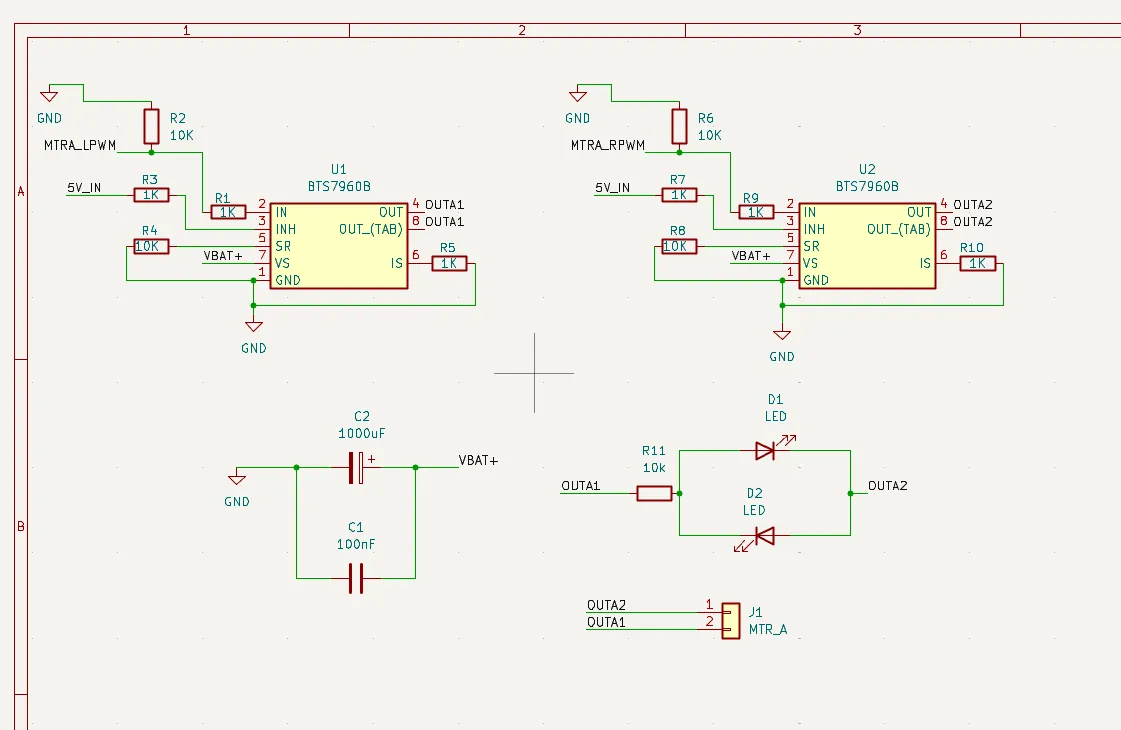 1
2
3
A
B
GND
R2
10K
MTRA_LPWM
5V_IN
R3
1K
R1
1K
R4
10K
VBAT+
U1
BTS7960B
2
IN
3
INH
5
SR
7
VS
1
GND
OUT
4
OUTA1
OUT_(TAB)
8
OUTA1
IS
6
R5
1K
GND
GND
R6
10K
MTRA_RPWM
5V_IN
R7
1K
R9
1K
R8
10K
VBAT+
U2
BTS7960B
2
IN
3
INH
5
SR
7
VS
1
GND
OUT
4
OUTA2
OUT_(TAB)
8
OUTA2
IS
6
R10
1K
GND
C2
1000uF
+
VBAT+
GND
C1
100nF
D1
LED
R11
10k
OUTA1
D2
LED
OUTA2
OUTA2
1
OUTA1
2
J1
MTR_A